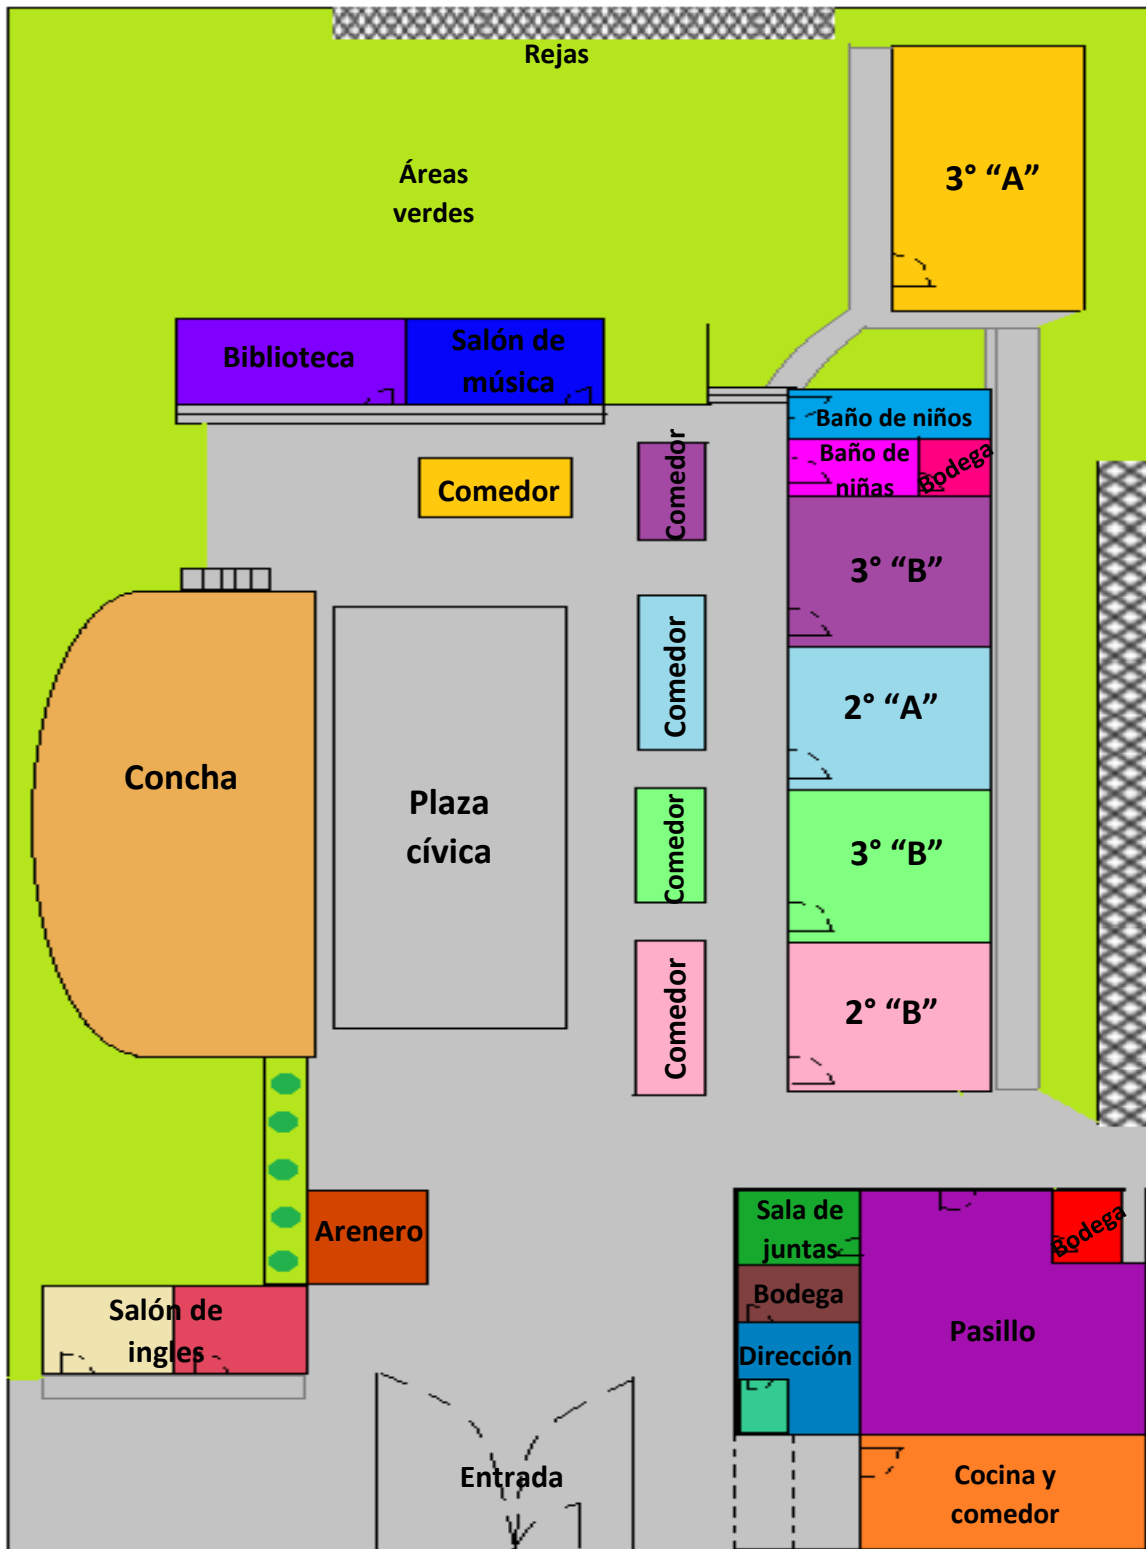 Rejas
Áreas
verdes
3° “A”
Biblioteca
Salón de
música
Baño de niños
Baño de
niñas
Bodega
Comedor
Comedor
3° “B”
Comedor
2° “A”
Concha
Plaza
cívica
Comedor
3° “B”
Comedor
2° “B”
Arenero
Sala de
juntas
Bodega
Bodega
Pasillo
Dirección
Salón de
ingles
Entrada
Cocina y
comedor